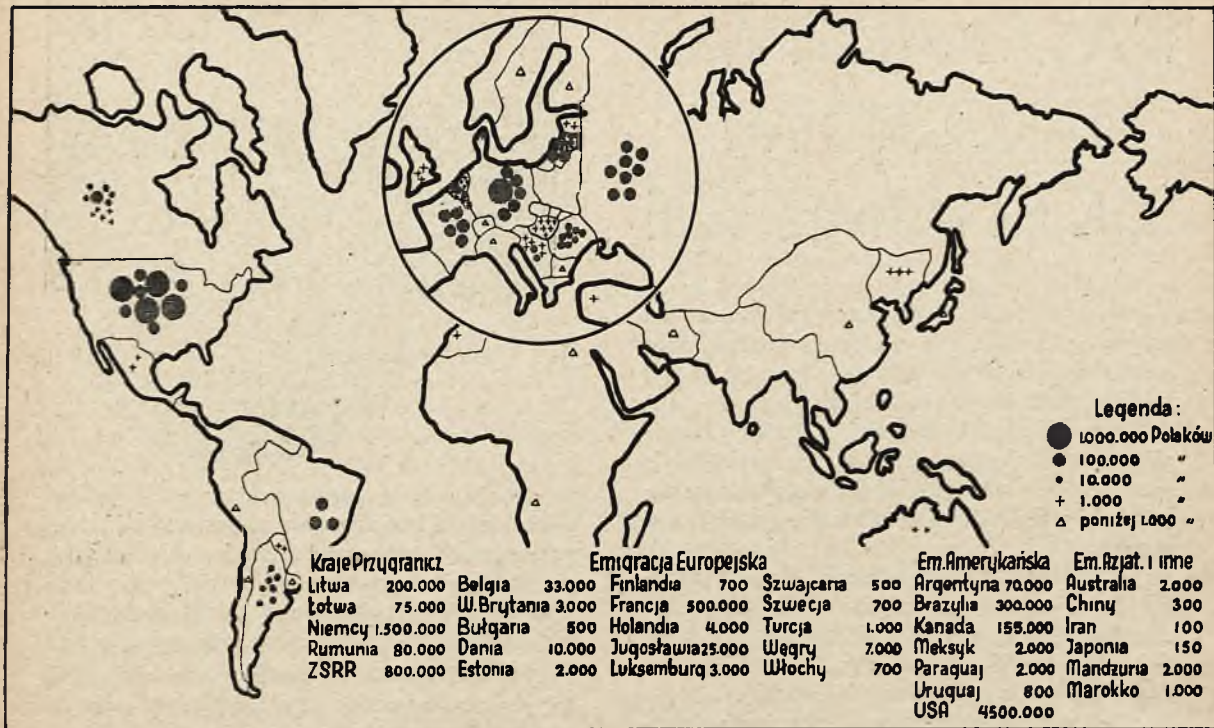 Legenda :
1.000.000 Polaków
100.000 "
10.000 "
1.000 "
poniżej 1.000 "
Kraje Przygranicz.
Litwa 200.000
Łotwa 75.000
Niemcy 1.500.000
Rumunia 80.000
ZSRR 800.000
Emigracja Europejska
Belgia 33.000
W.Brytania 3.000
Bułgaria 500
Dania 10.000
Estonia 2.000
Finlandia 700
Francja 500.000
Holandia 4.000
Jugosławia 25.000
Luksemburg 3.000
Szwajcaria 500
Szwecja 700
Turcja 1.000
Węgry 7.000
Włochy 700
Em.Amerykańska
Argentyna 70.000
Brazylia 300.000
Kanada 155.000
Meksyk 2.000
Paraguaj 2.000
Uruguaj 800
USA 4500.000
Em.Azjat. i inne
Australia 2.000
Chiny 300
Iran 100
Japonia 150
Mandżuria 2.000
Marokko 1.000